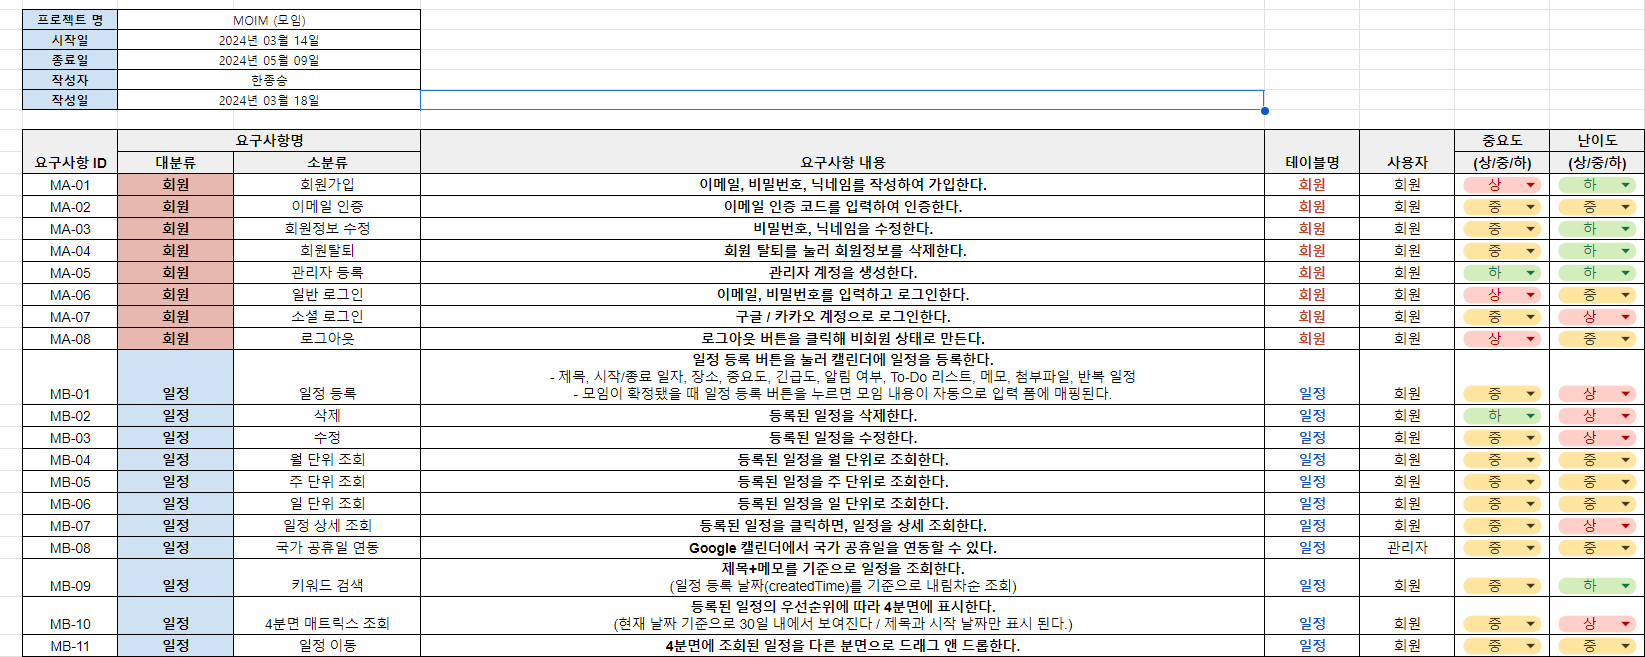 프로젝트 명 MOIM (모임)
시작일 2024년 03월 14일
종료일 2024년 05월 09일
작성자 한종승
작성일 2024년 03월 18일
요구사항 ID 요구사항명 요구사항 내용 테이블명 사용자 중요도 난이도
대분류 소분류 (상/중/하) (상/중/하)
MA-01 회원 회원가입 이메일, 비밀번호, 닉네임를 작성하여 가입한다. 회원 회원 상 하
MA-02 회원 이메일 인증 이메일 인증 코드를 입력하여 인증한다. 회원 회원 중 중
MA-03 회원 회원정보 수정 비밀번호, 닉네임을 수정한다. 회원 회원 중 하
MA-04 회원 회원탈퇴 회원 탈퇴를 눌러 회원정보를 삭제한다. 회원 회원 중 하
MA-05 회원 관리자 등록 관리자 계정을 생성한다. 회원 회원 하 하
MA-06 회원 일반 로그인 이메일, 비밀번호를 입력하고 로그인한다. 회원 회원 상 중
MA-07 회원 소셜 로그인 구글 / 카카오 계정으로 로그인한다. 회원 회원 중 상
MA-08 회원 로그아웃 로그아웃 버튼을 클릭해 비회원 상태로 만든다. 회원 회원 상 중
일정 등록 버튼을 눌러 캘린더에 일정을 등록한다.
- 제목, 시작/종료 일자, 장소, 중요도, 긴급도, 알림 여부, To-Do 리스트, 메모, 첨부파일, 반복 일정
MB-01 일정 일정 등록 - 모임이 확정됐을 때 일정 등록 버튼을 누르면 모임 내용이 자동으로 입력 폼에 매핑된다. 일정 회원 중 상
MB-02 일정 삭제 등록된 일정을 삭제한다. 일정 회원 하 상
MB-03 일정 수정 등록된 일정을 수정한다. 일정 회원 중 상
MB-04 일정 월 단위 조회 등록된 일정을 월 단위로 조회한다. 일정 회원 중 중
MB-05 일정 주 단위 조회 등록된 일정을 주 단위로 조회한다. 일정 회원 중 중
MB-06 일정 일 단위 조회 등록된 일정을 일 단위로 조회한다. 일정 회원 중 중
MB-07 일정 일정 상세 조회 등록된 일정을 클릭하면, 일정을 상세 조회한다. 일정 회원 중 상
MB-08 일정 국가 공휴일 연동 Google 캘린더에서 국가 공휴일을 연동할 수 있다. 일정 관리자 중 중
제목+메모를 기준으로 일정을 조회한다.
MB-09 일정 키워드 검색 (일정 등록 날짜(createdTime)를 기준으로 내림차순 조회) 일정 회원 중 하
등록된 일정의 우선순위에 따라 4분면에 표시한다.
MB-10 일정 4분면 매트릭스 조회 (현재 날짜 기준으로 30일 내에서 보여진다 / 제목과 시작 날짜만 표시 된다.) 일정 회원 중 상
MB-11 일정 일정 이동 4분면에 조회된 일정을 다른 분면으로 드래그 앤 드롭한다. 일정 회원 중 중